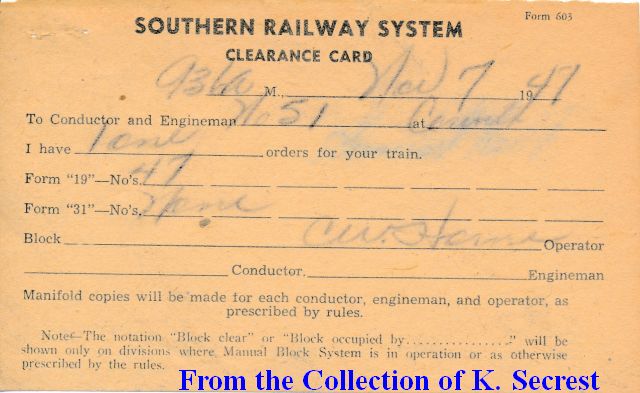 Form 603
SOUTHERN RAILWAY SYSTEM
CLEARANCE CARD
936 A M., Nov 7 1947
To Conductor and Engineman No 51 at
I have 1 one orders for your train.
Form "19"—No's. 47
Form "31"—No's. None
Block C.W. Operator
Conductor. Engineman
Manifold copies will be made for each conductor, engineman, and operator, as
prescribed by rules.
Note—The notation "Block clear" or "Block occupied by................" will be
shown only on divisions where Manual Block System is in operation or as otherwise
prescribed by the rules.
From the Collection of K. Secrest